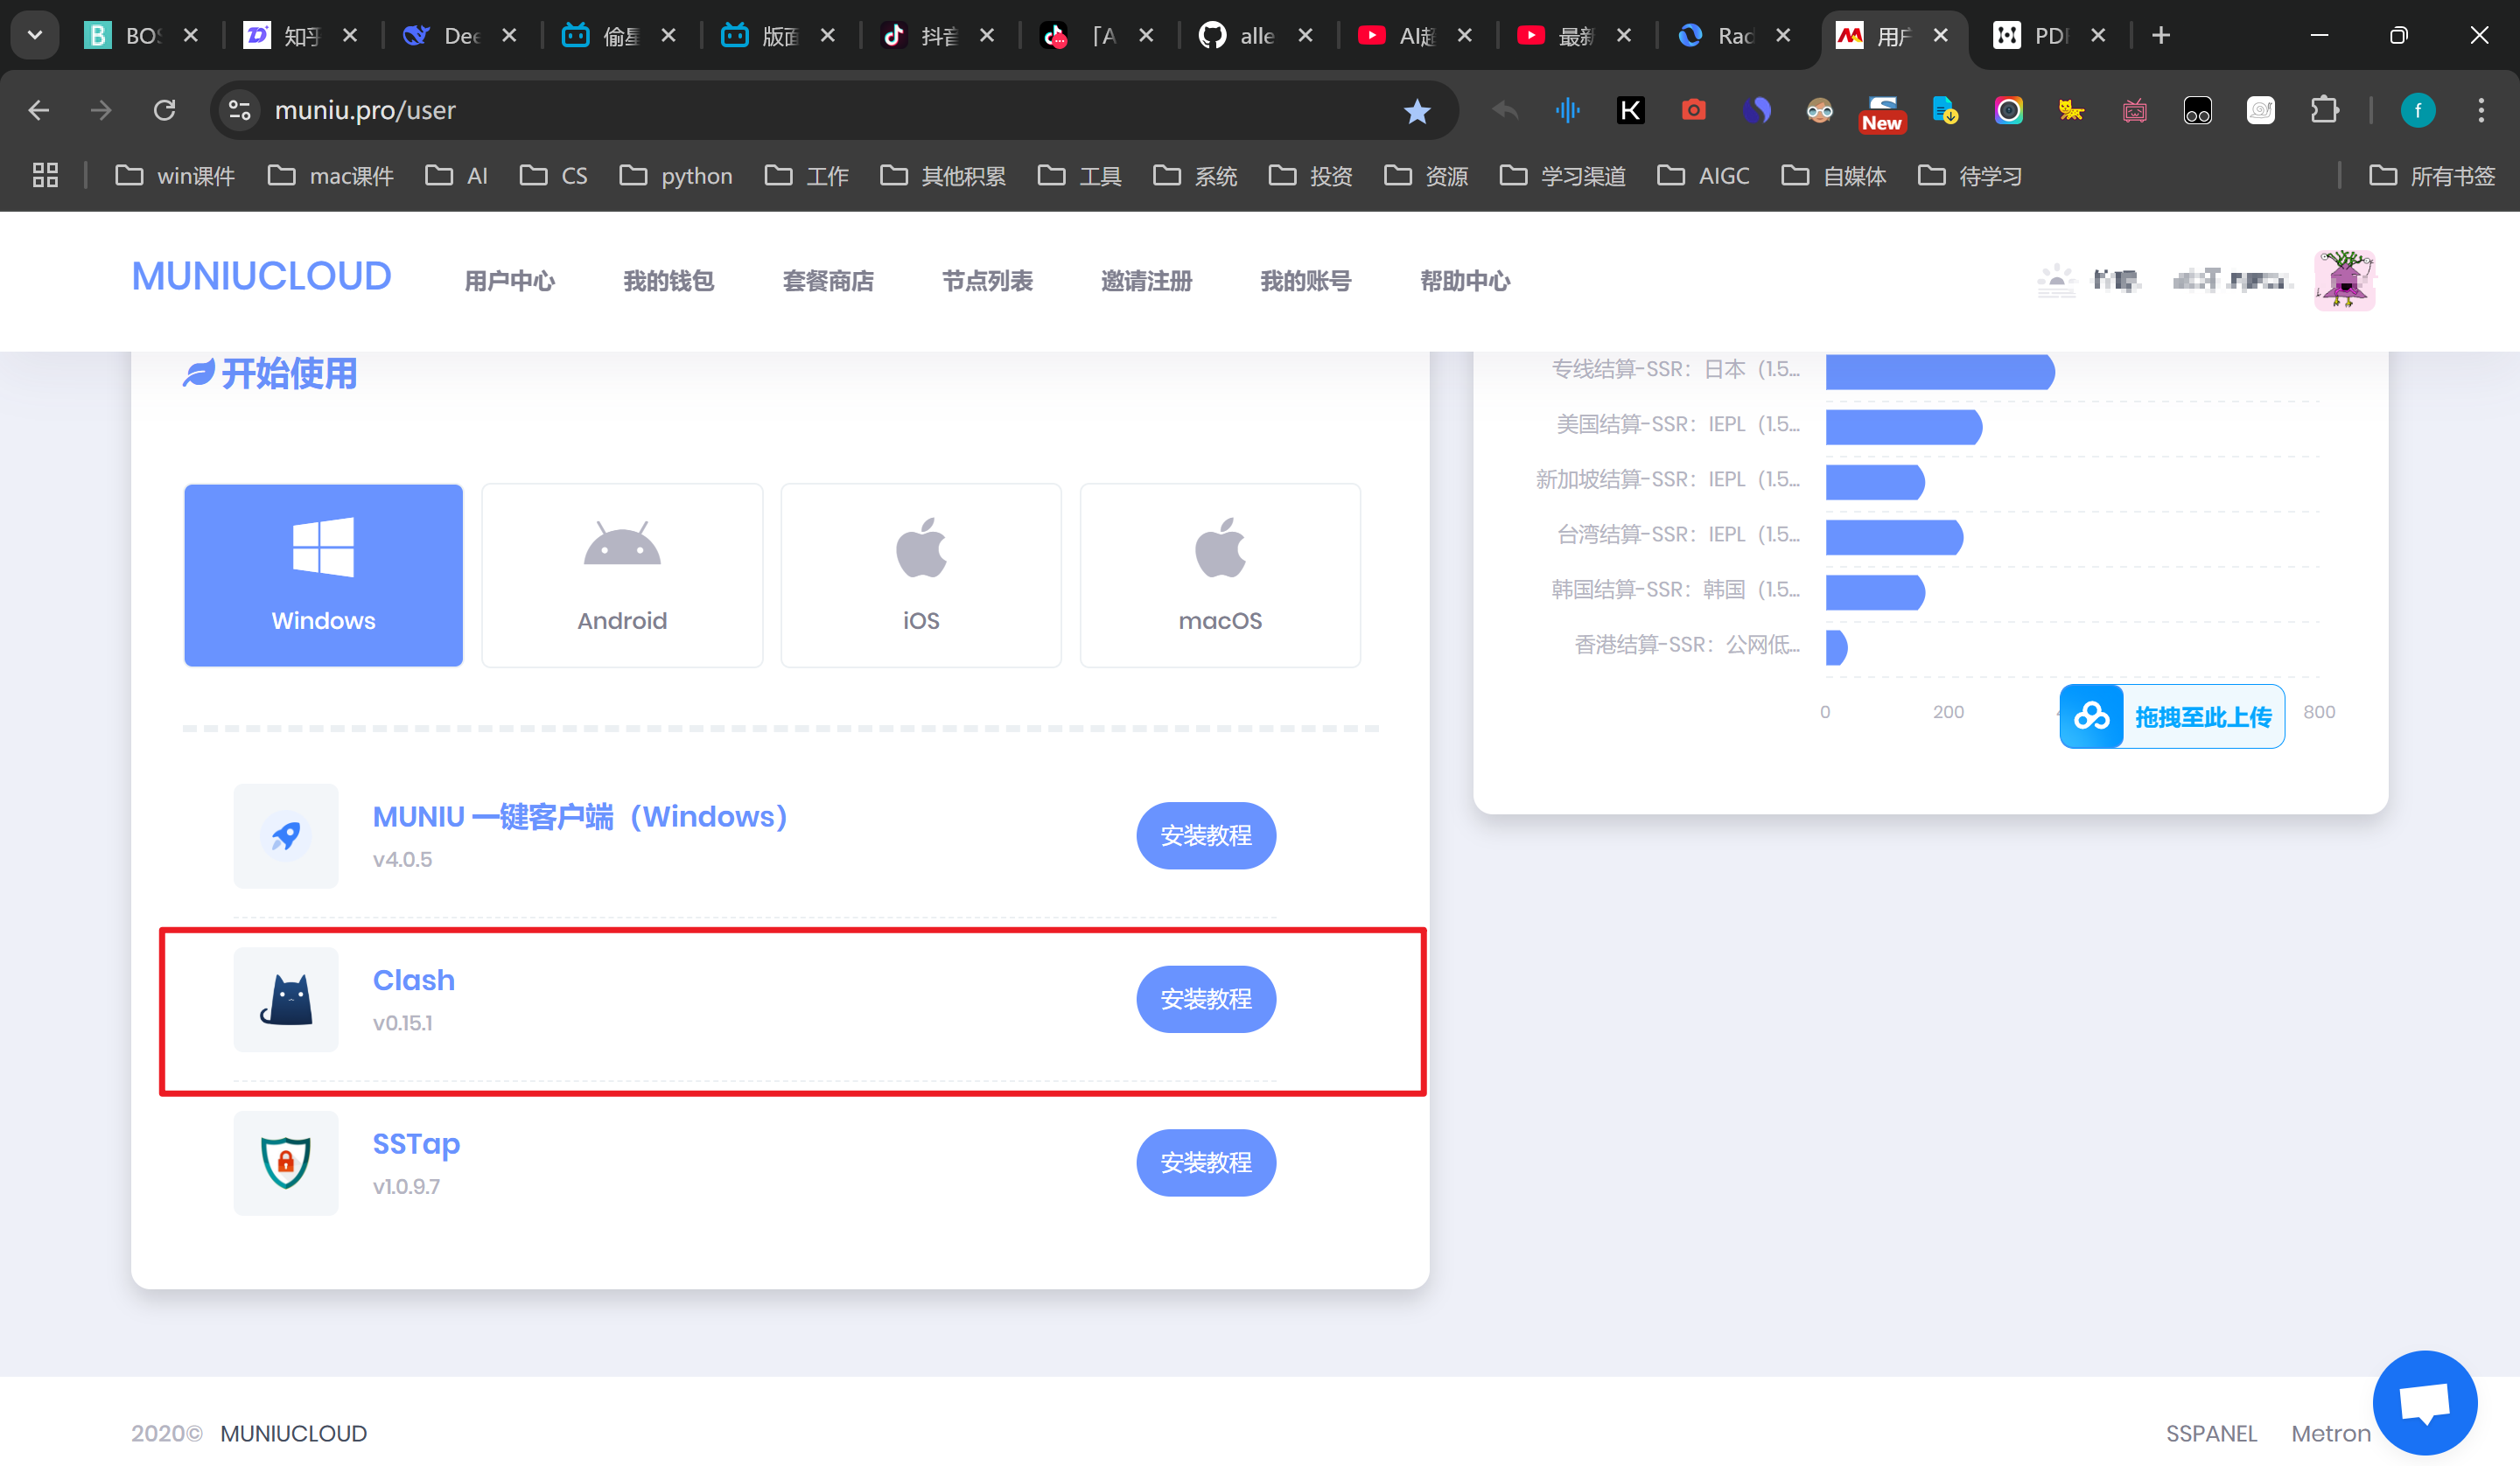 BOS
知乎
Dee
偷星
版面
抖音
「A
alle
AI超
最新
Rad
用户
PDF
muniu.pro/user
New
f
win课件
mac课件
AI
CS
python
工作
其他积累
工具
系统
投资
资源
学习渠道
AIGC
自媒体
待学习
所有书签
MUNIUCLOUD
用户中心
我的钱包
套餐商店
节点列表
邀请注册
我的账号
帮助中心
开始使用
Windows
Android
iOS
macOS
MUNIU 一键客户端（Windows）
v4.0.5
安装教程
Clash
v0.15.1
安装教程
SSTap
v1.0.9.7
安装教程
专线结算-SSR：日本（1.5...
美国结算-SSR：IEPL（1.5...
新加坡结算-SSR：IEPL（1.5...
台湾结算-SSR：IEPL（1.5...
韩国结算-SSR：韩国（1.5...
香港结算-SSR：公网低...
0
200
800
拖拽至此上传
2020© MUNIUCLOUD
SSPANEL
Metron